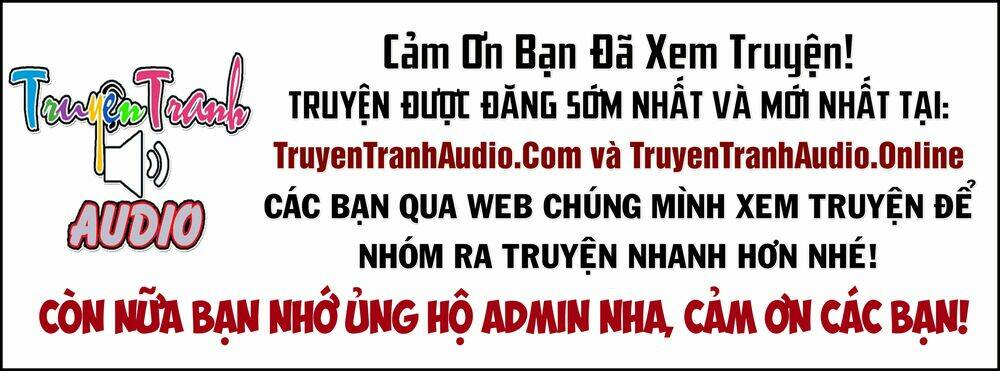 TruyệnTranh
AUDIO
Cảm Ơn Bạn Đã Xem Truyện!
TRUYỆN ĐƯỢC ĐĂNG SỚM NHẤT VÀ MỚI NHẤT TẠI:
TruyenTranhAudio.Com và TruyenTranhAudio.Online
CÁC BẠN QUA WEB CHÚNG MÌNH XEM TRUYỆN ĐỂ
NHÓM RA TRUYỆN NHANH HƠN NHÉ!
CÒN NỮA BẠN NHỚ ỦNG HỘ ADMIN NHA, CẢM ƠN CÁC BẠN!